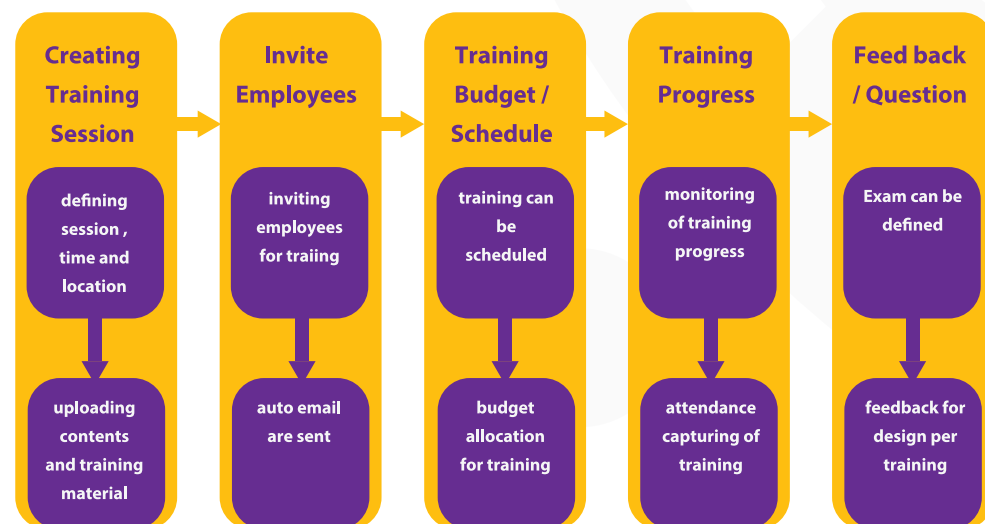 Creating
Training
Session
defining
session ,
time and
location
uploading
contents
and training
material
Invite
Employees
inviting
employees
for traiing
auto email
are sent
Training
Budget /
Schedule
training can
be
scheduled
budget
allocation
for training
Training
Progress
monitoring
of training
progress
attendance
capturing of
training
Feed back
/ Question
Exam can be
defined
feedback for
design per
training